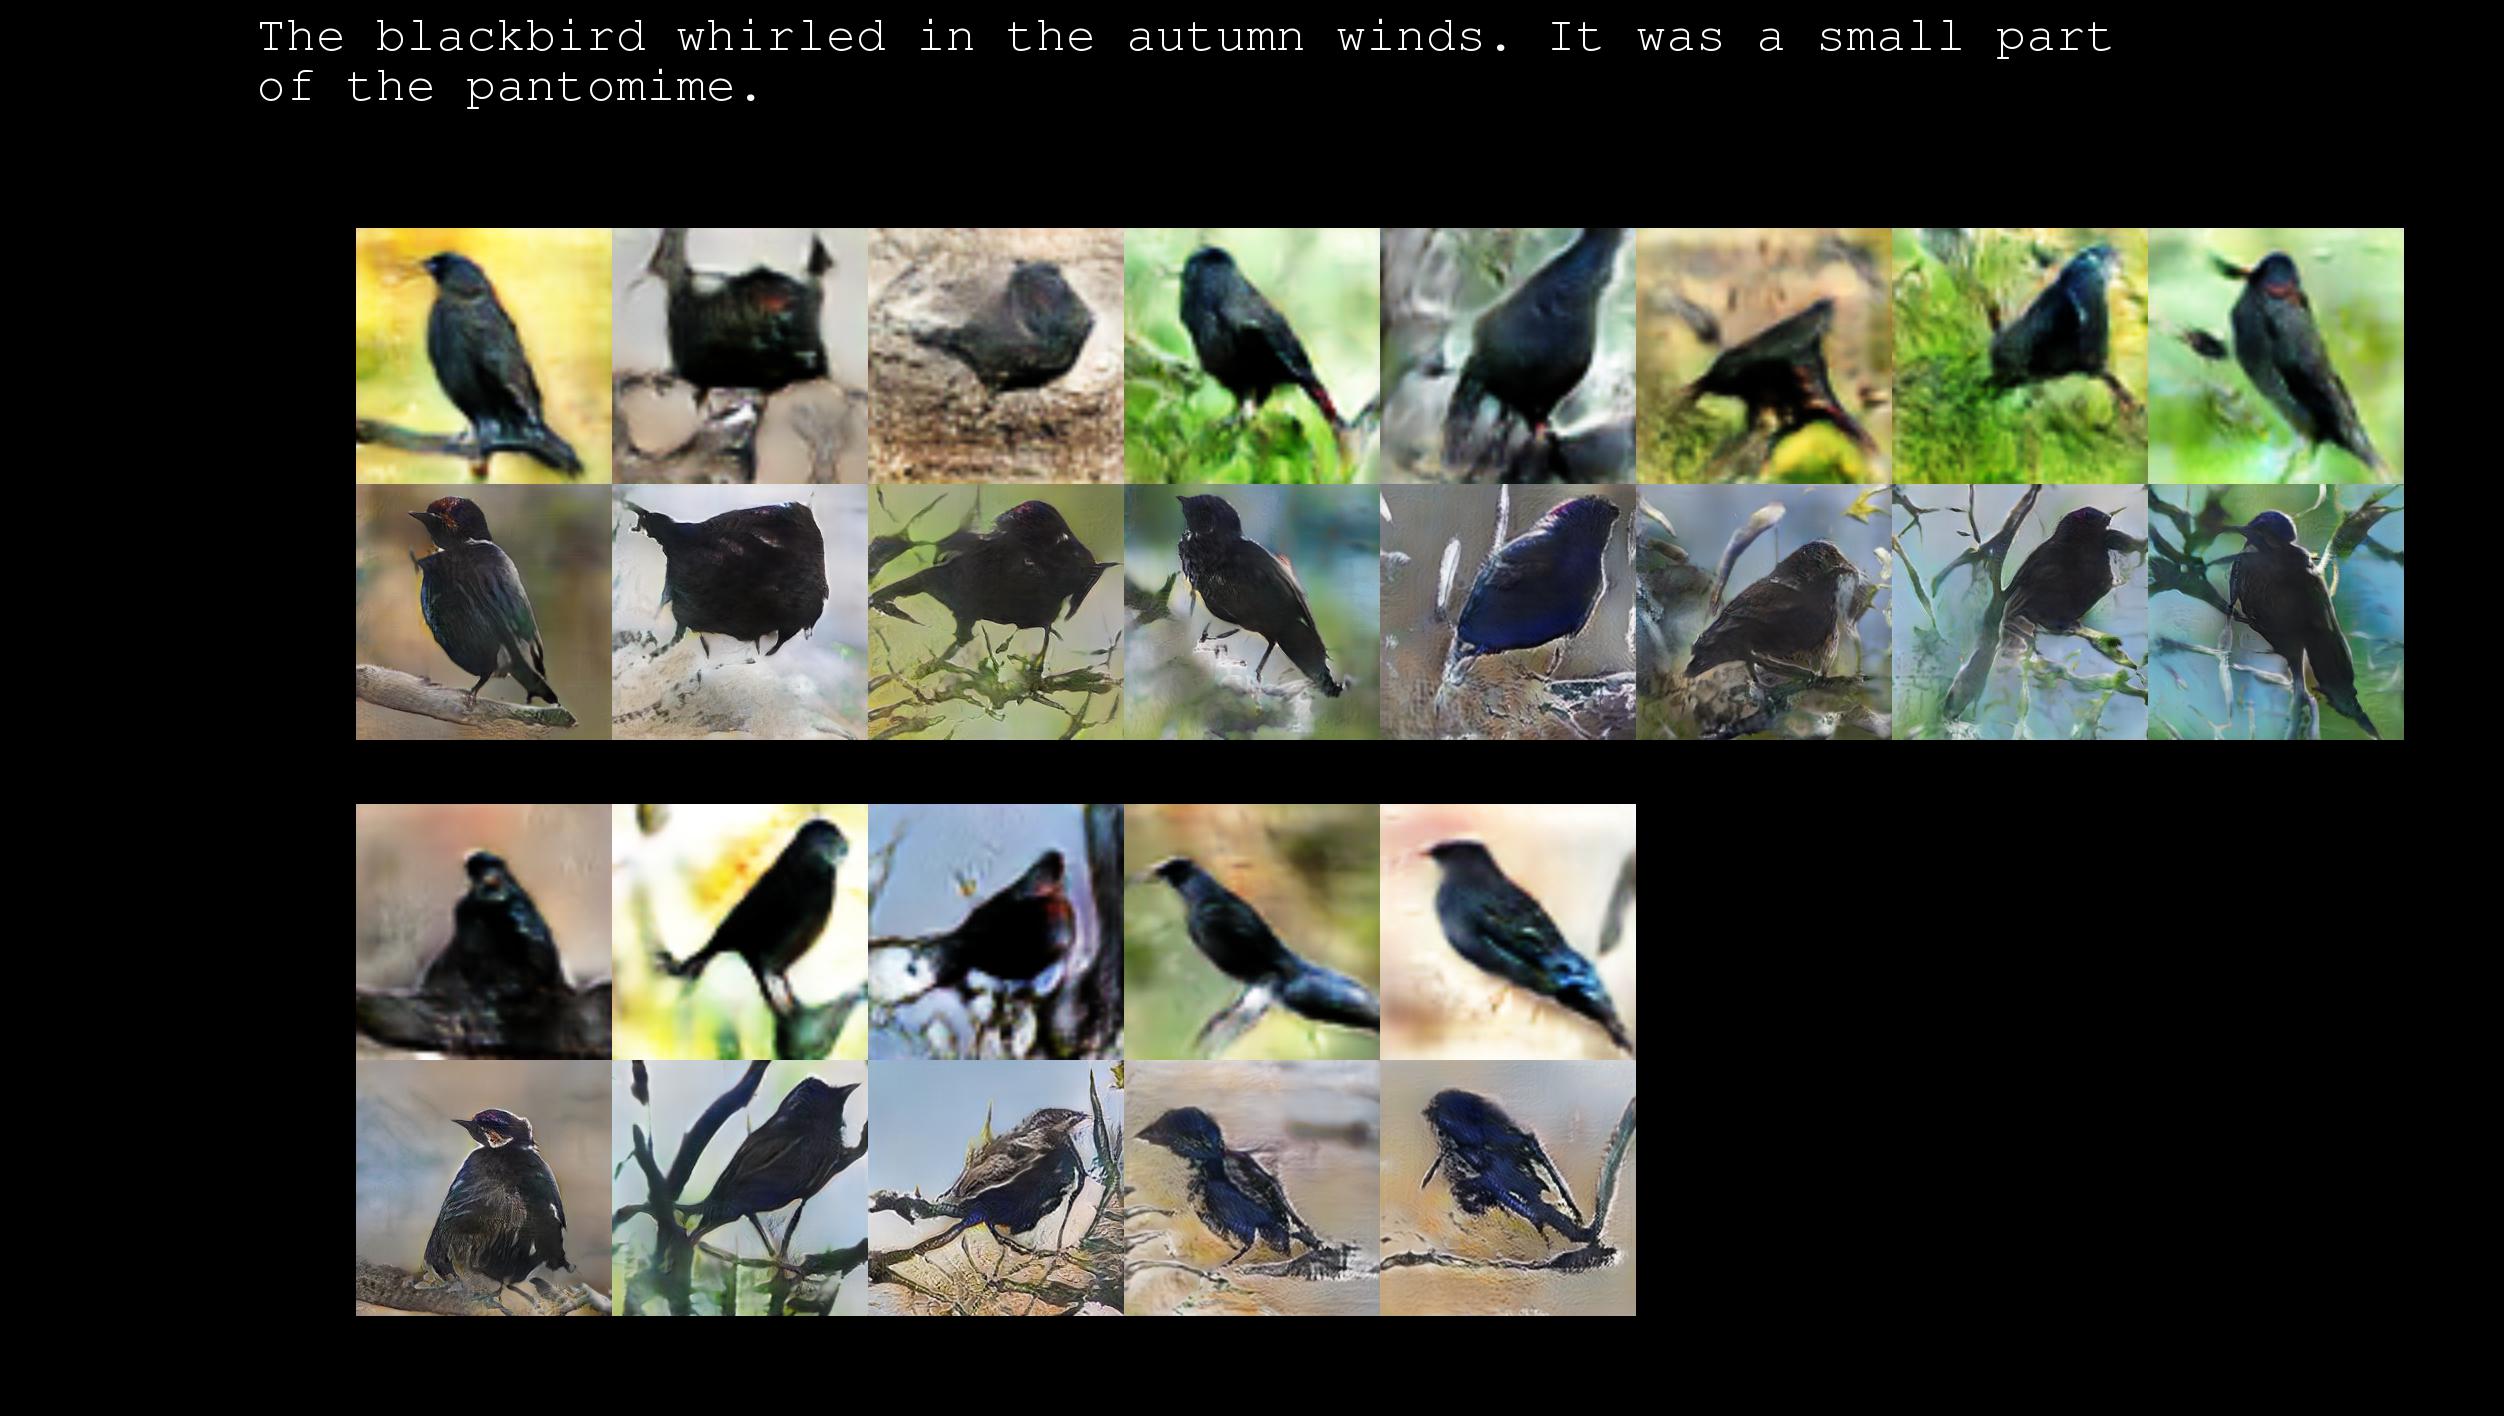 The blackbird whirled in the autumn winds. It was a small part
of the pantomime.